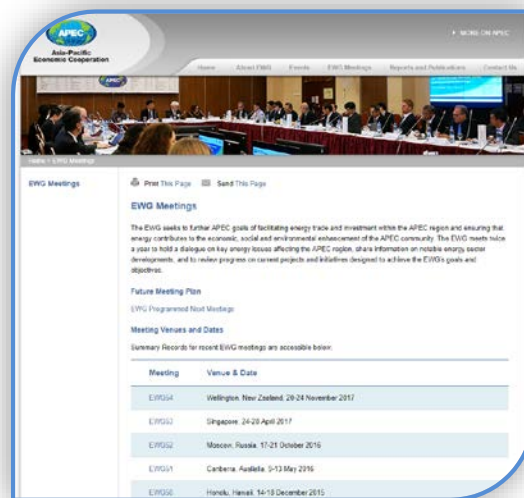 APEC
Asia-Pacific
Economic Cooperation
MORE ON APEC
Home About EWG Events EWG Meetings Reports and Publications Contact Us
Home > EWG Meetings
EWG Meetings
Print This Page Send This Page
EWG Meetings
The EWG seeks to further APEC goals of facilitating energy trade and investment within the APEC region and ensuring that
energy contributes to the economic, social and environmental enhancement of the APEC community. The EWG meets twice
a year to hold a dialogue on key energy issues affecting the APEC region, share information on notable energy sector
developments, and to review progress on current projects and initiatives designed to achieve the EWG's goals and
objectives.
Future Meeting Plan
EWG Programmed Next Meetings
Meeting Venues and Dates
Summary Records for recent EWG meetings are accessible below.
Meeting Venue & Date
EWG54 Wellington, New Zealand, 20-24 November 2017
EWG53 Singapore, 24-28 April 2017
EWG52 Moscow, Russia, 17-21 October 2016
EWG51 Canberra, Australia, 9-13 May 2016
EWG50 Honolu, Hawaii, 14-18 December 2015